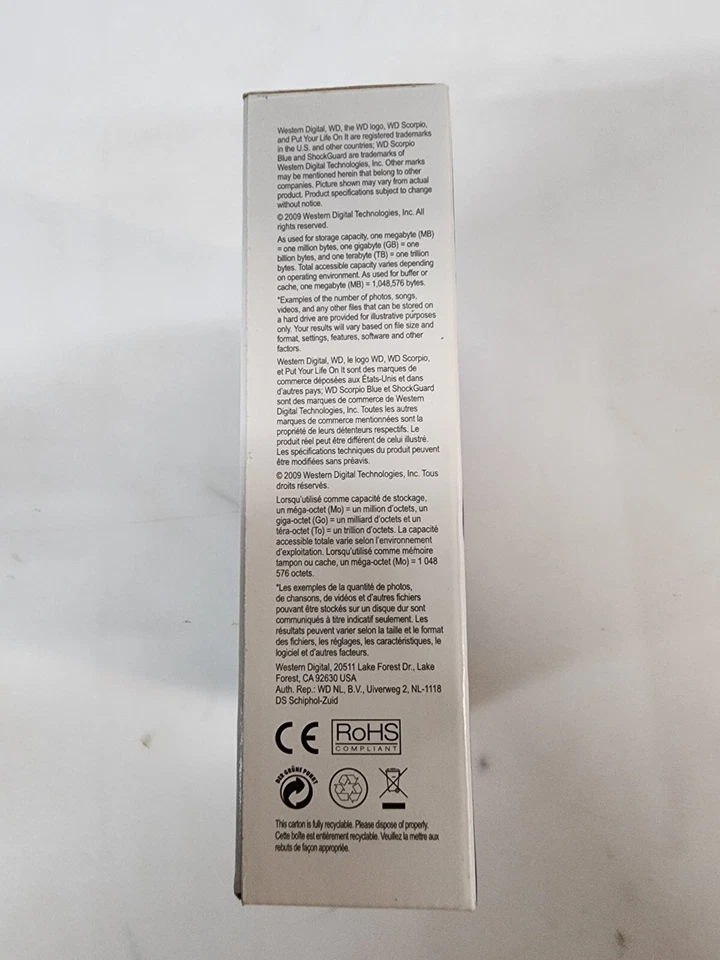 Western Digital, WD, the WD logo, WD Scorpio,
and Put Your Life On It are registered trademarks
in the U.S. and other countries; WD Scorpio
Blue and ShockGuard are trademarks of
Western Digital Technologies, Inc. Other marks
may be mentioned herein that belong to other
companies. Picture shown may vary from actual
product. Product specifications subject to change
without notice.
© 2009 Western Digital Technologies, Inc. All
rights reserved.
As used for storage capacity, one megabyte (MB)
= one million bytes, one gigabyte (GB) = one
billion bytes, and one terabyte (TB) = one trillion
bytes. Total accessible capacity varies depending
on operating environment. As used for buffer or
cache, one megabyte (MB) = 1,048,576 bytes.
*Examples of the number of photos, songs,
videos, and any other files that can be stored on
a hard drive are provided for illustrative purposes
only. Your results will vary based on file size and
format, settings, features, software and other
factors.
Western Digital, WD, le logo WD, WD Scorpio,
et Put Your Life On It sont des marques de
commerce déposées aux États-Unis et dans
d'autres pays; WD Scorpio Blue et ShockGuard
sont des marques de commerce de Western
Digital Technologies, Inc. Toutes les autres
marques de commerce mentionnées sont la
propriété de leurs détenteurs respectifs. Le
produit réel peut être différent de celui illustré.
Les spécifications techniques du produit peuvent
être modifiées sans préavis.
© 2009 Western Digital Technologies, Inc. Tous
droits réservés.
Lorsqu'utilisé comme capacité de stockage,
un méga-octet (Mo) = un million d'octets, un
giga-octet (Go) = un milliard d'octets et un
téra-octet (To) = un trillion d'octets. La capacité
accessible totale varie selon l'environnement
d'exploitation. Lorsqu'utilisé comme mémoire
tampon ou cache, un méga-octet (Mo) = 1 048
576 octets.
*Les exemples de la quantité de photos,
de chansons, de vidéos et d'autres fichiers
pouvant être stockés sur un disque dur sont
communiqués à titre indicatif seulement. Les
résultats peuvent varier selon la taille et le format
des fichiers, les réglages, les caractéristiques, le
logiciel et d'autres facteurs.
Western Digital, 20511 Lake Forest Dr., Lake
Forest, CA 92630 USA
Auth. Rep.: WD NL, B.V., Uiverweg 2, NL-1118
DS Schiphol-Zuid
CE RoHS
COMPLIANT
DER GRÜNE PUNKT
This carton is fully recyclable. Please dispose of properly.
Cette boîte est entièrement recyclable. Veuillez la mettre aux
rebuts de façon appropriée.